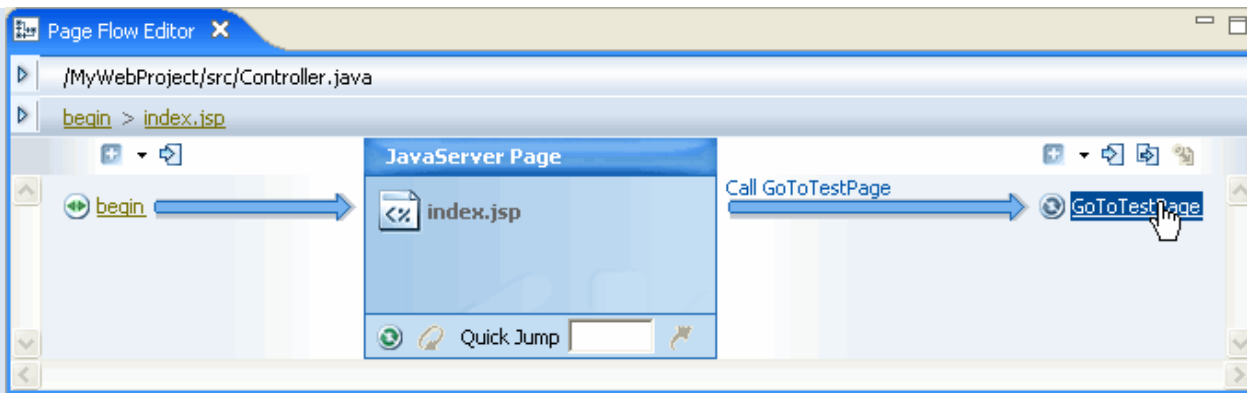 Page Flow Editor
/MyWebProject/src/Controller.java
begin > index.jsp
JavaServer Page
begin
index.jsp
Call GoToTestPage
GoToTestPage
Quick Jump